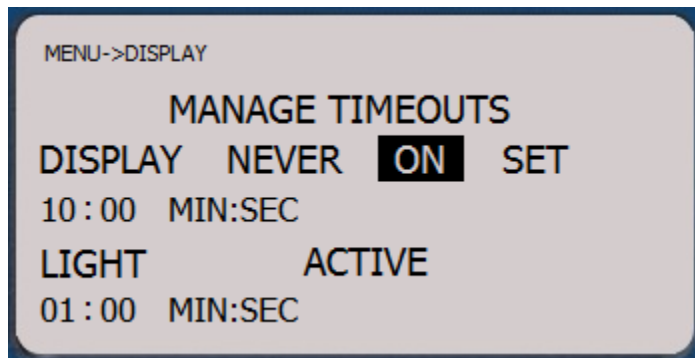 MENU->DISPLAY
MANAGE TIMEOUTS
DISPLAY NEVER ON SET
10:00 MIN:SEC
LIGHT ACTIVE
01:00 MIN:SEC